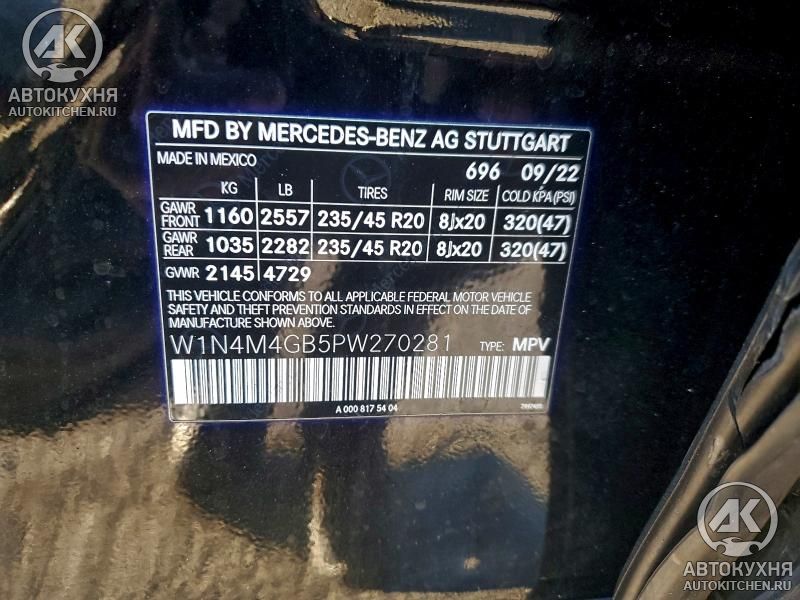 AK
АВТОКУХНЯ
AUTOKITCHEN.RU
MFD BY MERCEDES-BENZ AG STUTTGART
MADE IN MEXICO 696 09/22
KG LB TIRES RIM SIZE COLD KPA (PSI)
GAWR FRONT 1160 2557 235/45 R20 8Jx20 320(47)
GAWR REAR 1035 2282 235/45 R20 8Jx20 320(47)
GVWR 2145 4729
THIS VEHICLE CONFORMS TO ALL APPLICABLE FEDERAL MOTOR VEHICLE
SAFETY AND THEFT PREVENTION STANDARDS IN EFFECT ON THE DATE OF
MANUFACTURE SHOWN ABOVE.
W1N4M4GB5PW270281 TYPE: MPV
A 000 817 54 04
AK
АВТОКУХНЯ
AUTOKITCHEN.RU